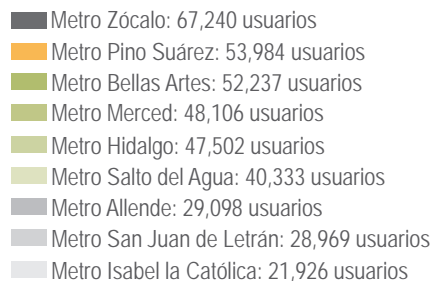 Metro Zócalo: 67,240 usuarios
Metro Pino Suárez: 53,984 usuarios
Metro Bellas Artes: 52,237 usuarios
Metro Merced: 48,106 usuarios
Metro Hidalgo: 47,502 usuarios
Metro Salto del Agua: 40,333 usuarios
Metro Allende: 29,098 usuarios
Metro San Juan de Letrán: 28,969 usuarios
Metro Isabel la Católica: 21,926 usuarios